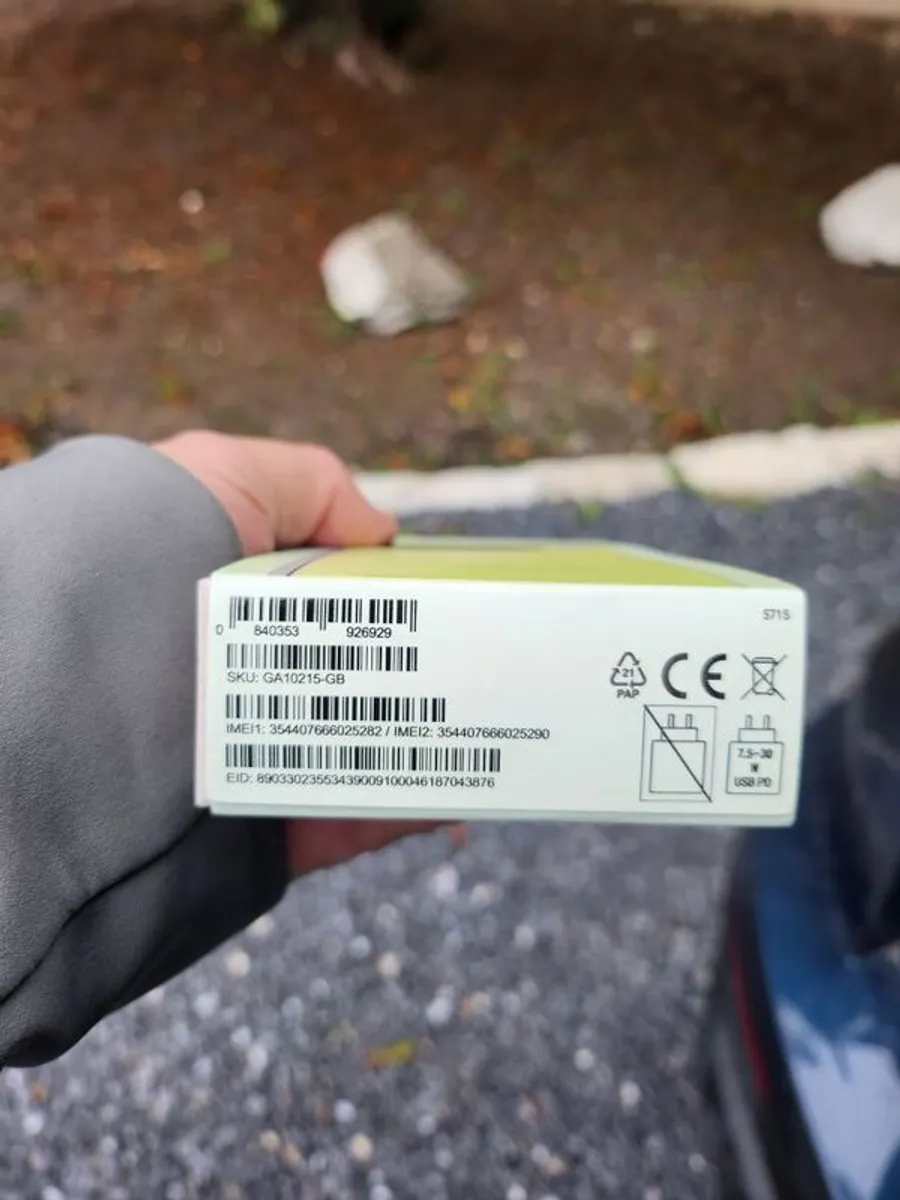 0 840353 926929
S715
SKU: GA10215-GB
21
PAP
CE
IMEI1: 354407666025282 / IMEI2: 354407666025290
7.5-30
W
USB PD
EID: 89033023553439009100046187043876